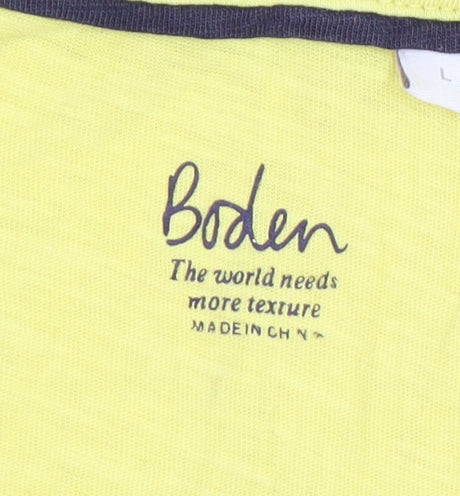 L
Boden
The world needs
more texture
MADE IN CHINA